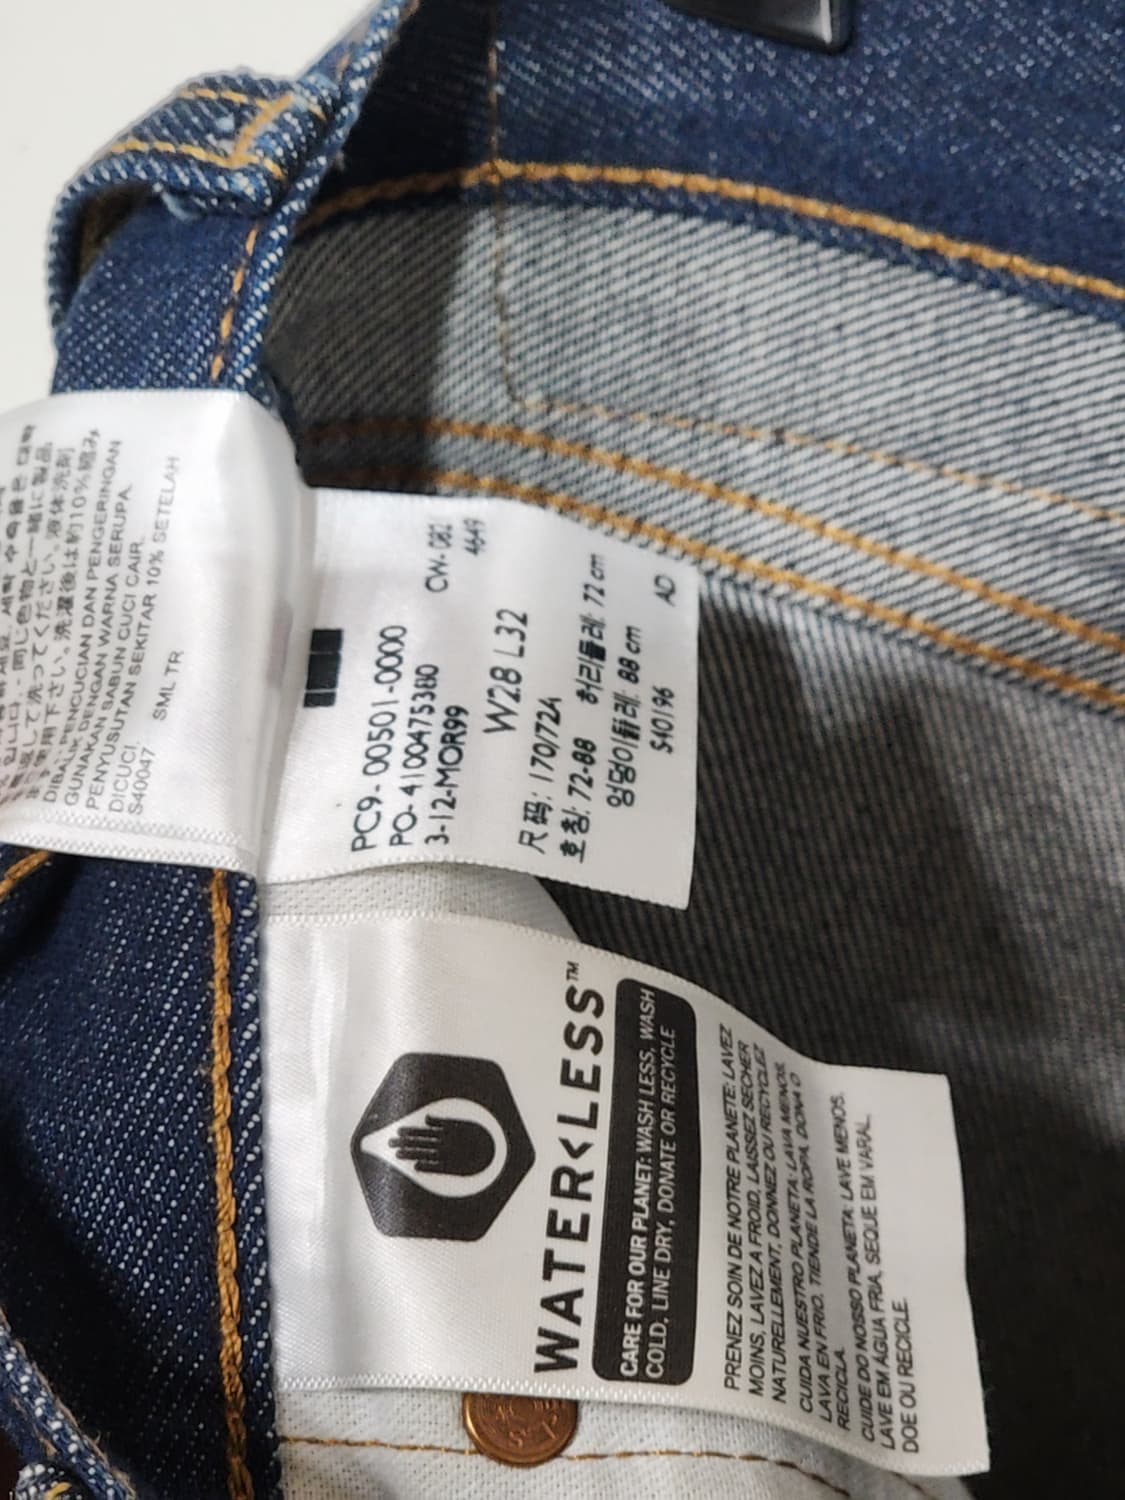 DIBALIK PENCUCIAN DAN PENGERINGAN
GUNAKAN DENGAN WARNA SERUPA.
PENYUSUTAN SABUN CUCI CAIR.
DICUCI. SEKITAR 10% SETELAH
S40047 SML TR
PC9-00501-0000
PO-4100475380 CW-082
3-12-MOR99 4649
W28 L32
尺码: 170/72A
호칭: 72-88 허리둘레: 72 cm
엉덩이둘레: 88 cm
S40196 AD
WATER<LESS™
CARE FOR OUR PLANET: WASH LESS, WASH
COLD, LINE DRY, DONATE OR RECYCLE
PRENEZ SOIN DE NOTRE PLANETE: LAVEZ
MOINS, LAVEZ A FROID, LAISSEZ SECHER
NATURELLEMENT, DONNEZ OU RECYCLEZ
CUIDA NUESTRO PLANETA: LAVA MENOS,
LAVA EN FRIO, TIENDE LA ROPA, DONA O
RECICLA.
CUIDE DO NOSSO PLANETA: LAVE MENOS,
LAVE EM ÁGUA FRIA, SEQUE EM VARAL,
DOE OU RECICLE.